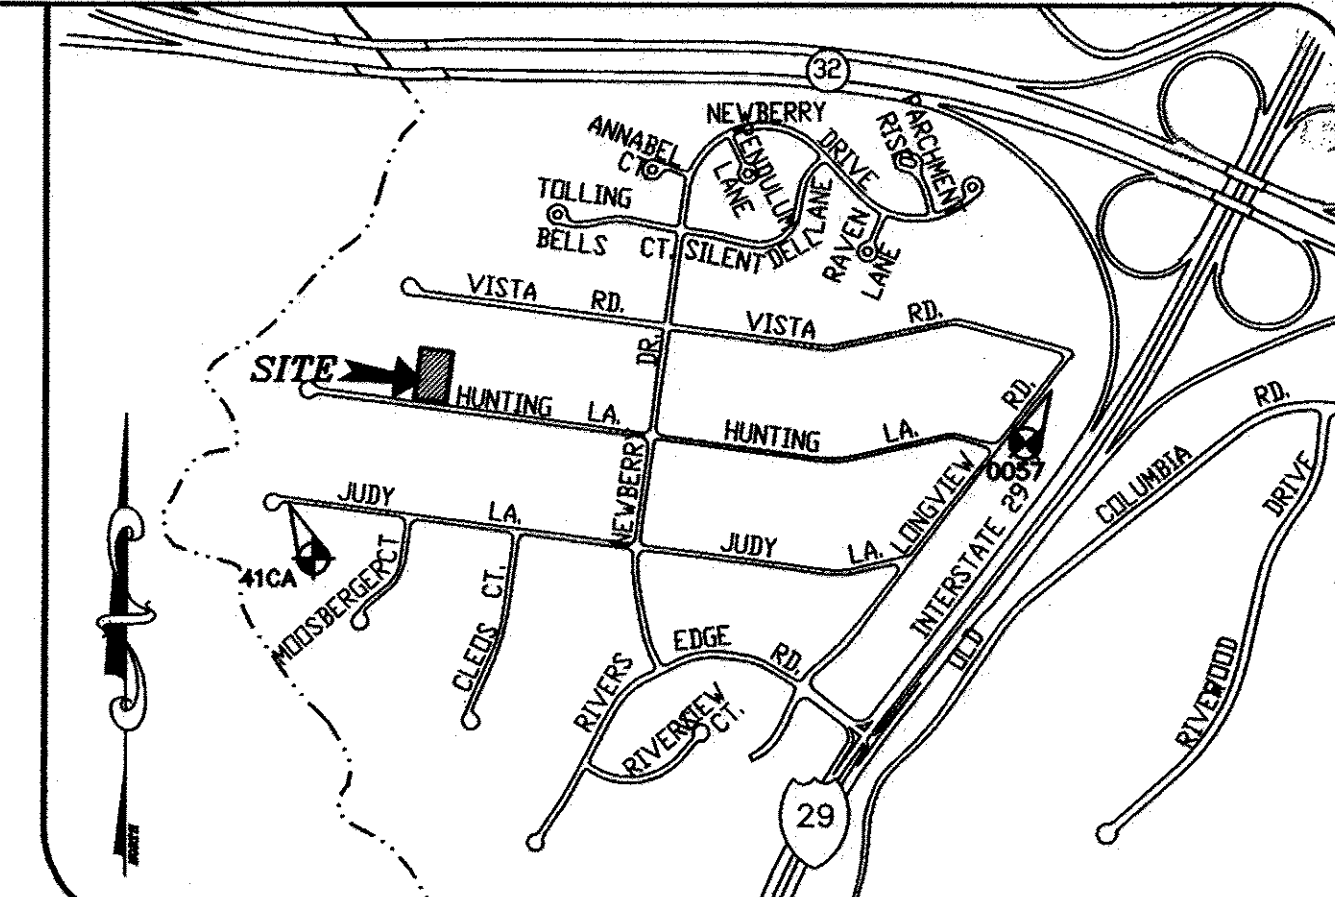 32
NEWBERRY
DRIVE
ANNABEL
CT.
PENDULUM
LANE
PARCHMENT
RISE
TOLLING
BELLS CT.
SILENT DELL LANE
RAVEN
LANE
VISTA RD.
VISTA RD.
DR.
SITE
HUNTING LA.
HUNTING LA.
RD.
0057
LONGVIEW
NEWBERRY
JUDY LA.
JUDY LA.
INTERSTATE 29
COLUMBIA
RD.
OLD
DRIVE
RIVERWOOD
41CA
MOOSBERGER CT
CLEOS CT.
RIVERS
EDGE
RD.
RIVERVIEW
CT.
29
NORTH